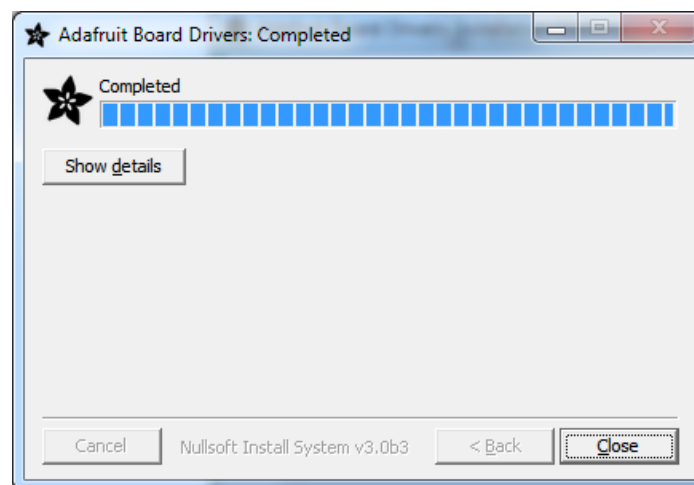 Adafruit Board Drivers: Completed
Completed
Show details
Cancel
Nullsoft Install System v3.0b3
< Back
Close